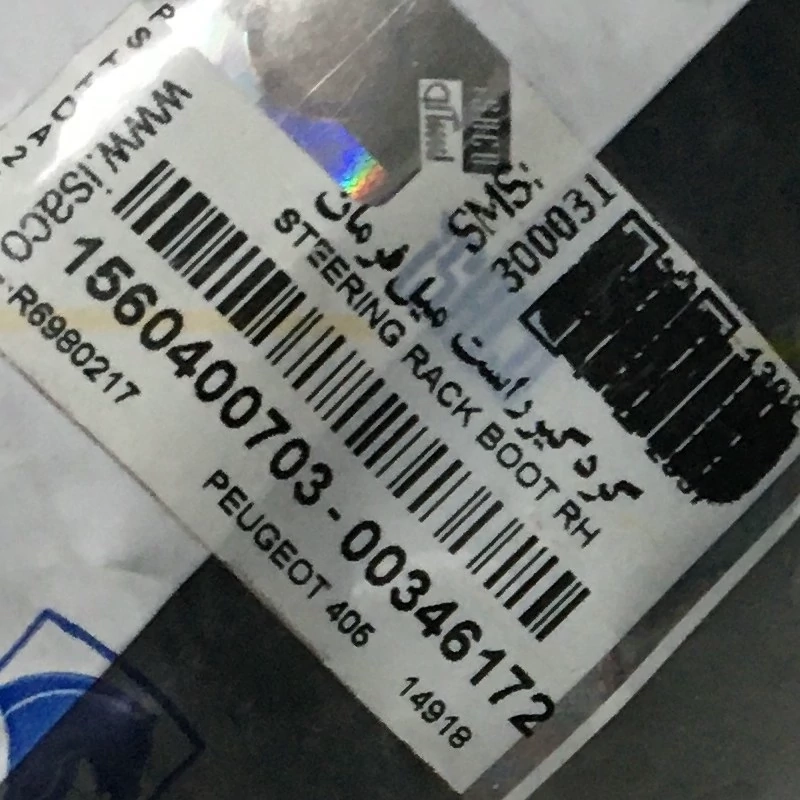 SMS:
300031
گردگیر راست میل فرمان
STEERING RACK BOOT RH
www.isaco
1560400703-00346172
R6980217
PEUGEOT 405
14918